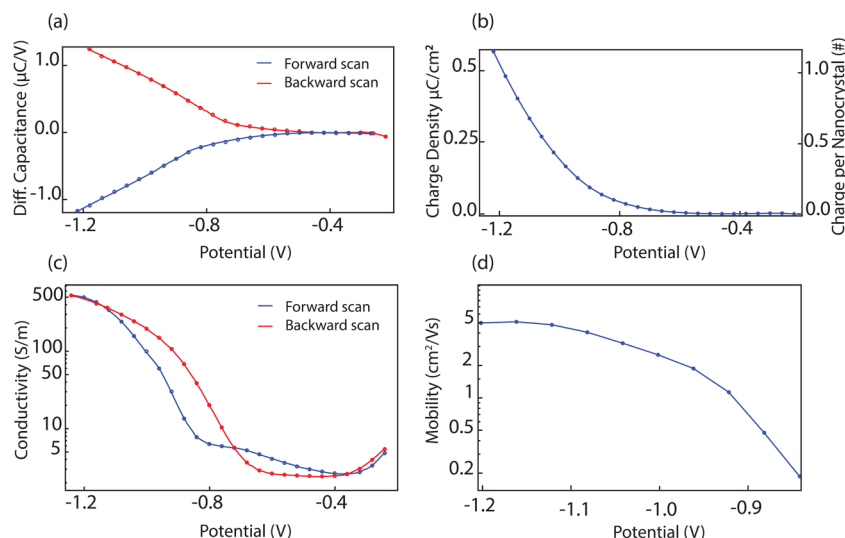 (a)
Diff. Capacitance (μC/V)
1.0
0.0
-1.0
Forward scan
Backward scan
-1.2
-0.8
-0.4
Potential (V)
(b)
Charge Density μC/cm²
0.5
0.25
0.0
1.0
0.5
0.0
Charge per Nanocrystal (#)
-1.2
-0.8
-0.4
Potential (V)
(c)
Conductivity (S/m)
500
100
50
10
5
Forward scan
Backward scan
-1.2
-0.8
-0.4
Potential (V)
(d)
Mobility (cm²/Vs)
5
2
1
0.5
0.2
-1.2
-1.1
-1.0
-0.9
Potential (V)